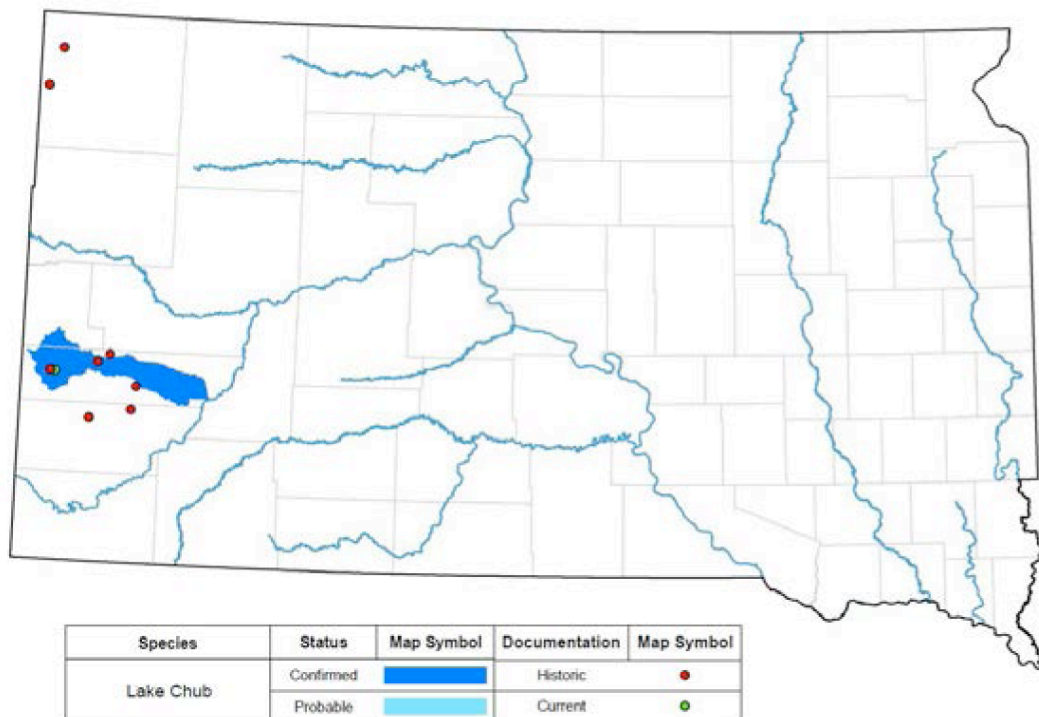 Species Status Map Symbol Documentation Map Symbol
Lake Chub Confirmed Historic
Probable Current